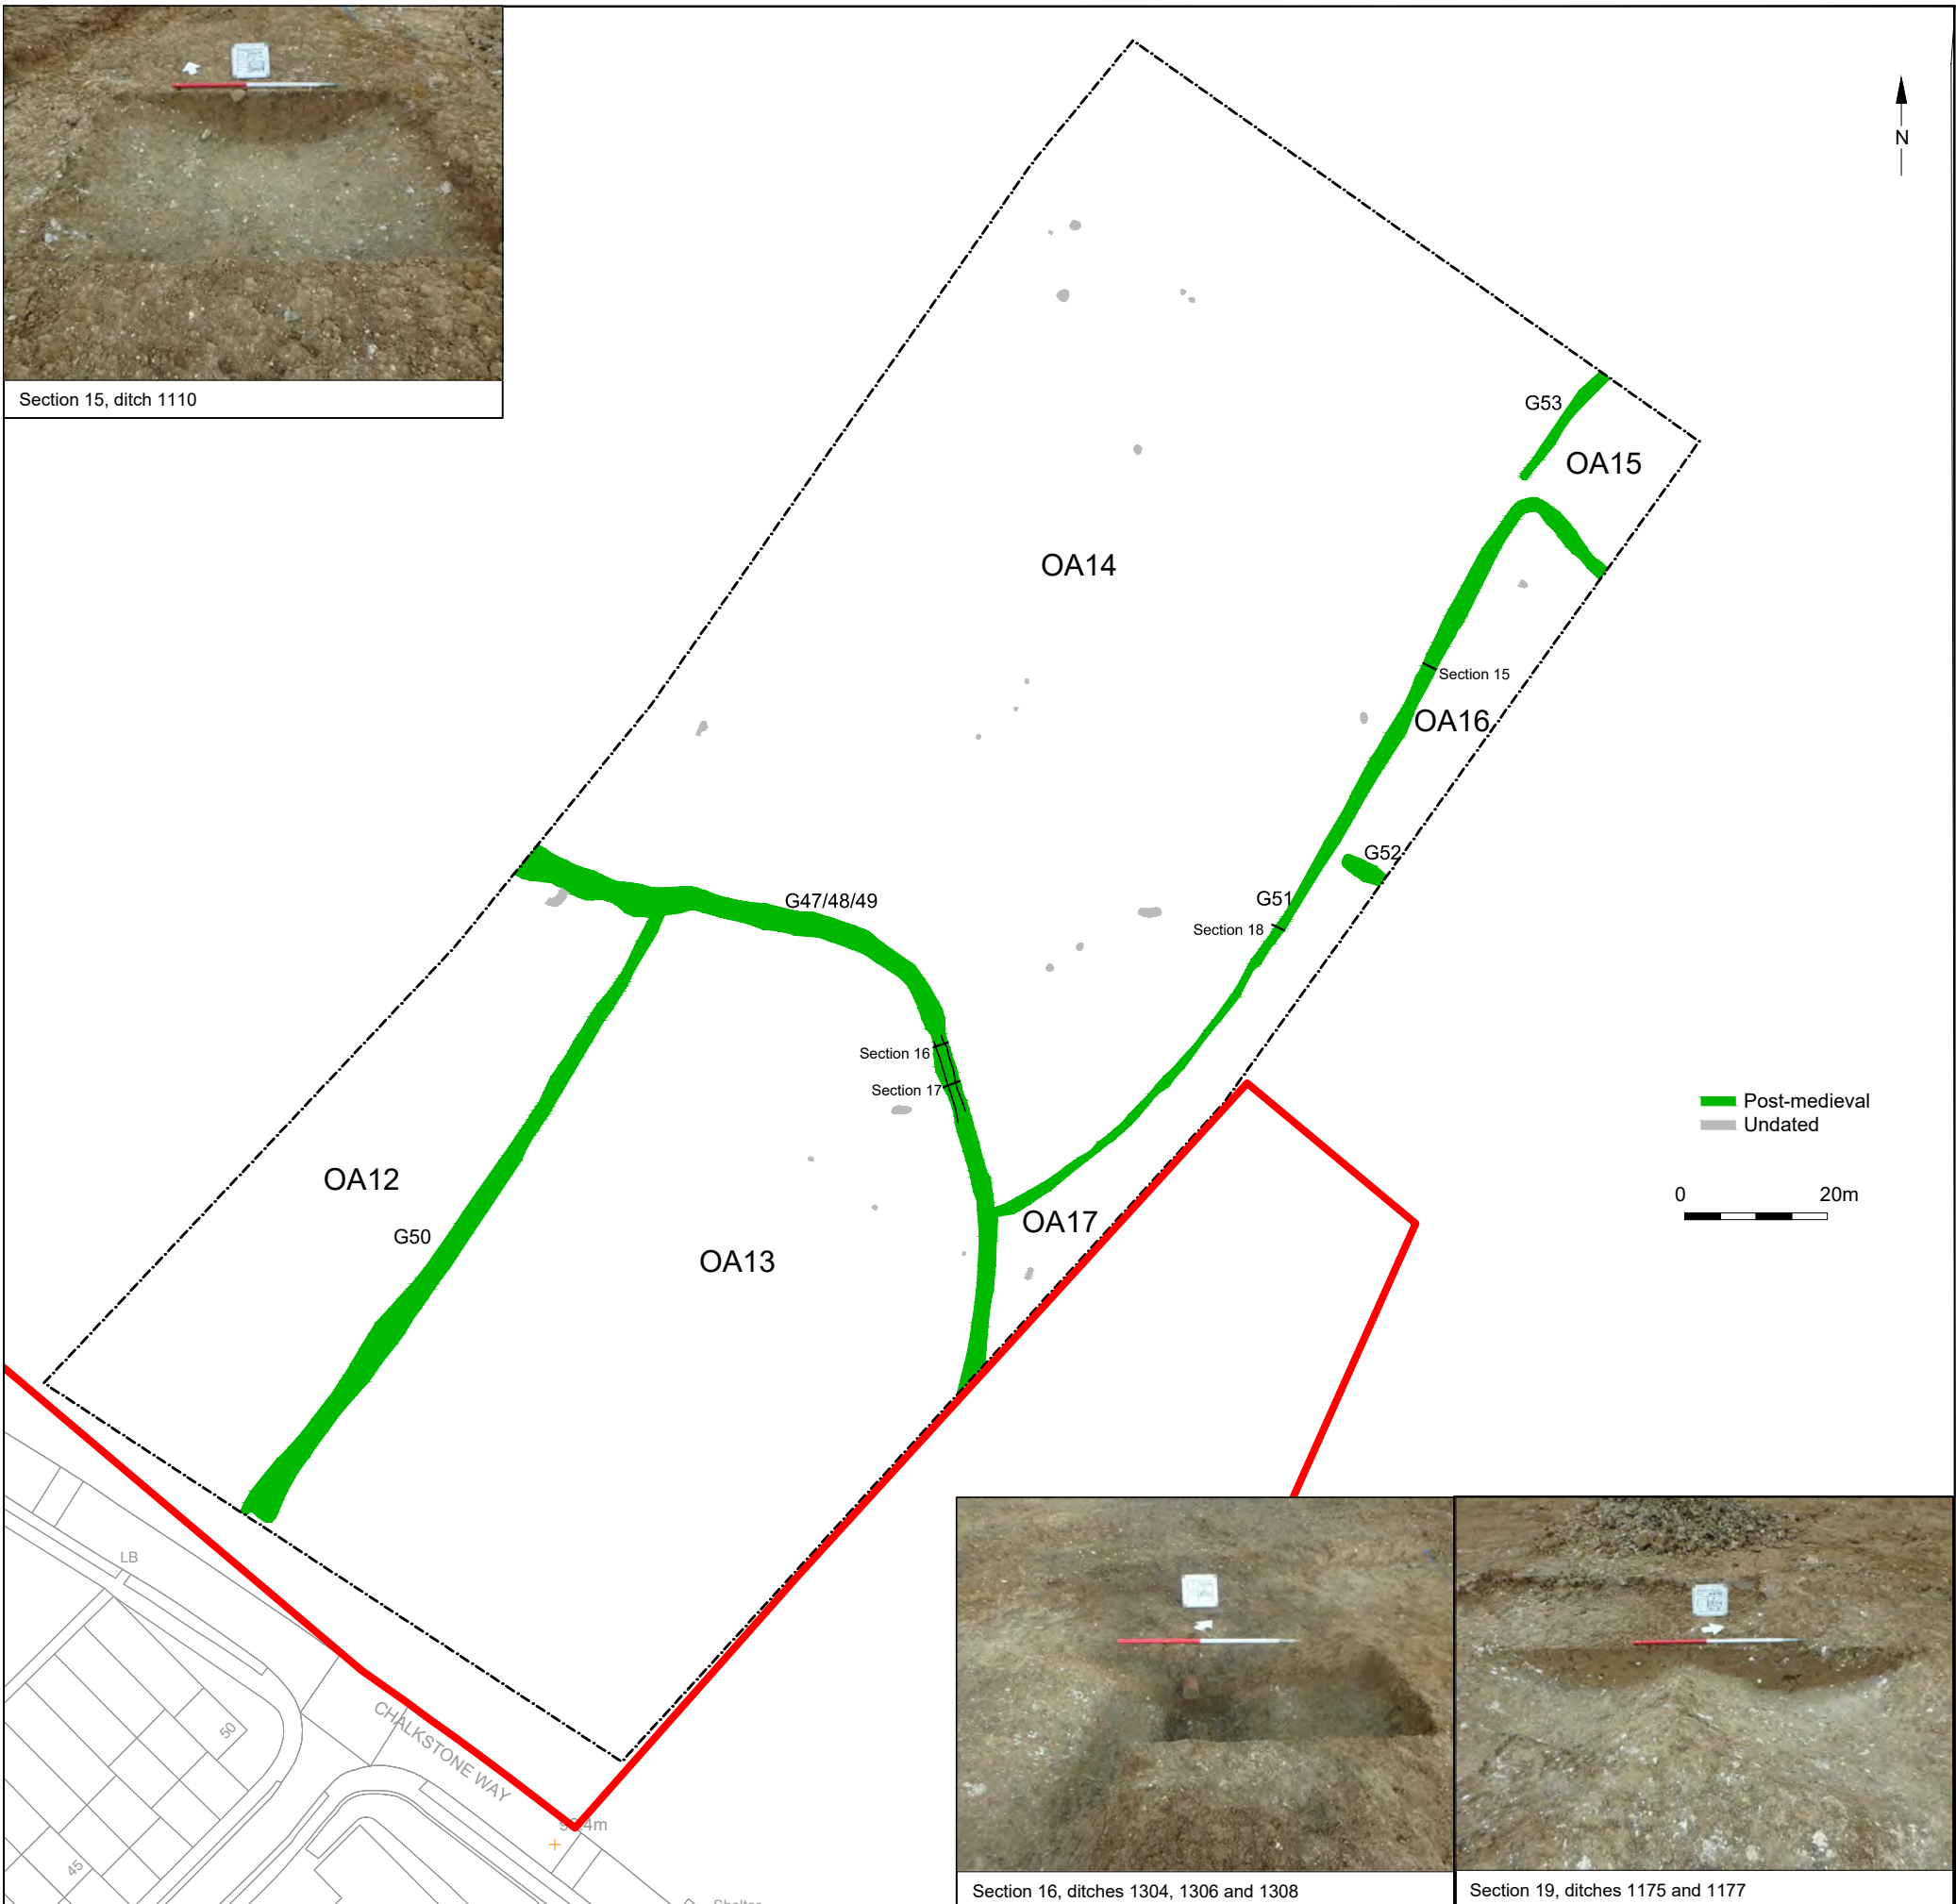 Section 15, ditch 1110
N
G53
OA15
OA14
Section 15
OA16
G52
G47/48/49
G51
Section 18
Section 16
Section 17
Post-medieval
Undated
OA12
0 20m
OA17
G50
OA13
LB
50
CHALKSTONE WAY
45
Section 16, ditches 1304, 1306 and 1308
Section 19, ditches 1175 and 1177